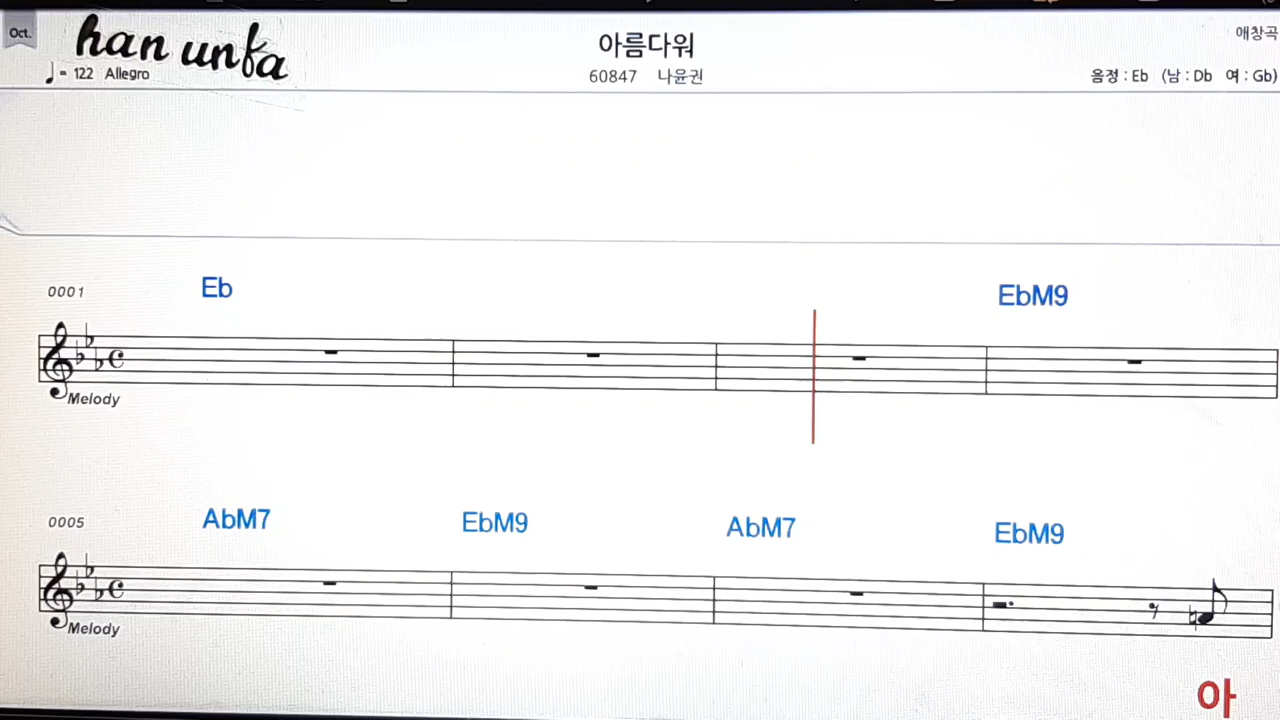 Oct.
han unfa
♩= 122 Allegro
아름다워
60847 나윤권
애창곡
음정 : Eb (남 : Db 여 : Gb)
0001
Eb
EbM9
Melody
0005
AbM7
EbM9
AbM7
EbM9
Melody
아